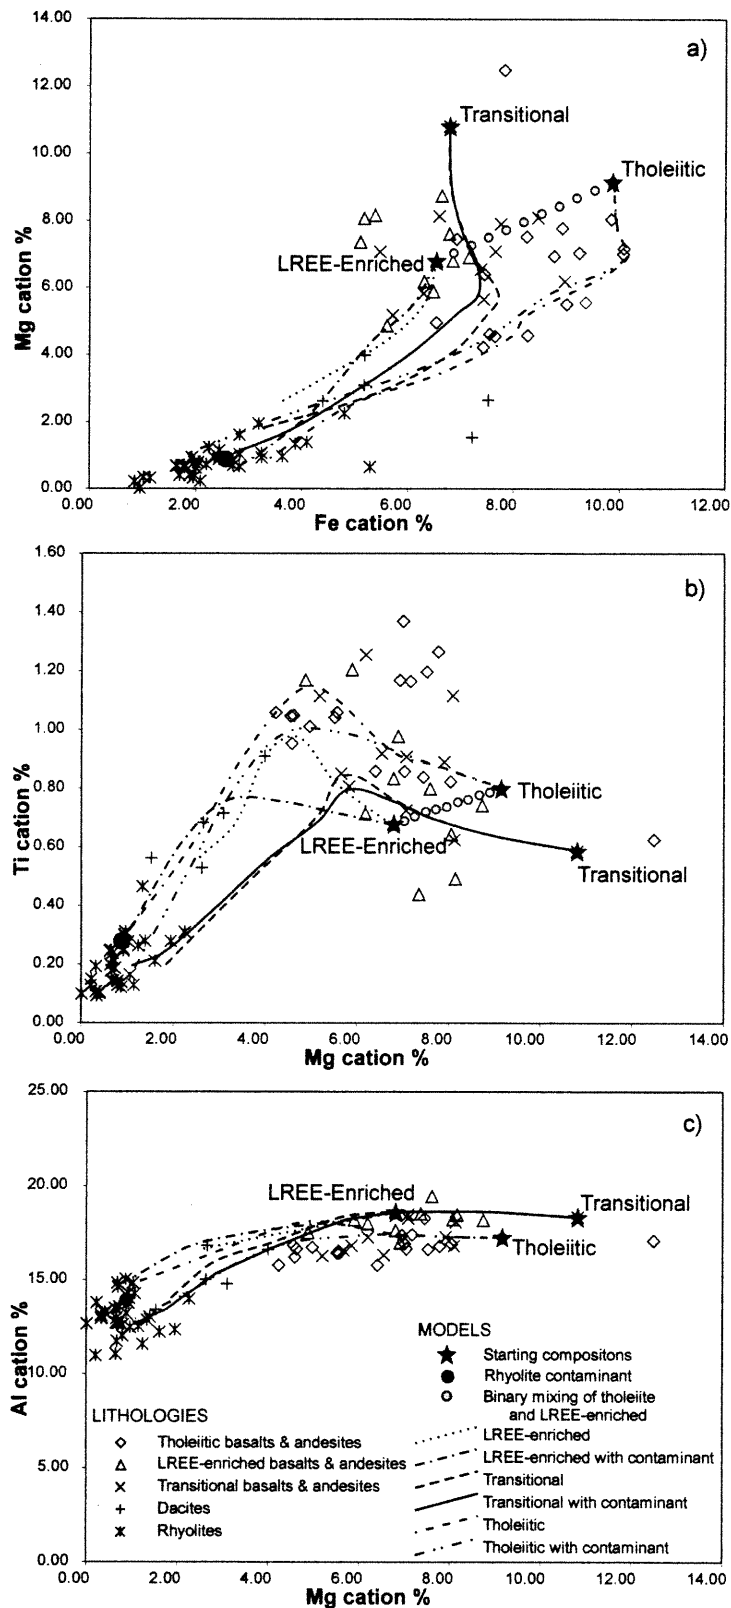 14.00
a)
12.00
Transitional
10.00
Tholeiitic
8.00
LREE-Enriched
6.00
4.00
2.00
0.00
Mg cation %
0.00 2.00 4.00 6.00 8.00 10.00 12.00
Fe cation %
1.60
b)
1.40
1.20
1.00
0.80
Tholeiitic
LREE-Enriched
0.60
Transitional
0.40
0.20
0.00
Ti cation %
0.00 2.00 4.00 6.00 8.00 10.00 12.00 14.00
Mg cation %
25.00
c)
20.00
LREE-Enriched
Transitional
Tholeiitic
15.00
10.00
5.00
0.00
Al cation %
MODELS
Starting compositons
Rhyolite contaminant
Binary mixing of tholeiite
and LREE-enriched
LREE-enriched
LREE-enriched with contaminant
Transitional
Transitional with contaminant
Tholeiitic
Tholeiitic with contaminant
LITHOLOGIES
Tholeiitic basalts & andesites
LREE-enriched basalts & andesites
Transitional basalts & andesites
Dacites
Rhyolites
0.00 2.00 4.00 6.00 8.00 10.00 12.00 14.00
Mg cation %